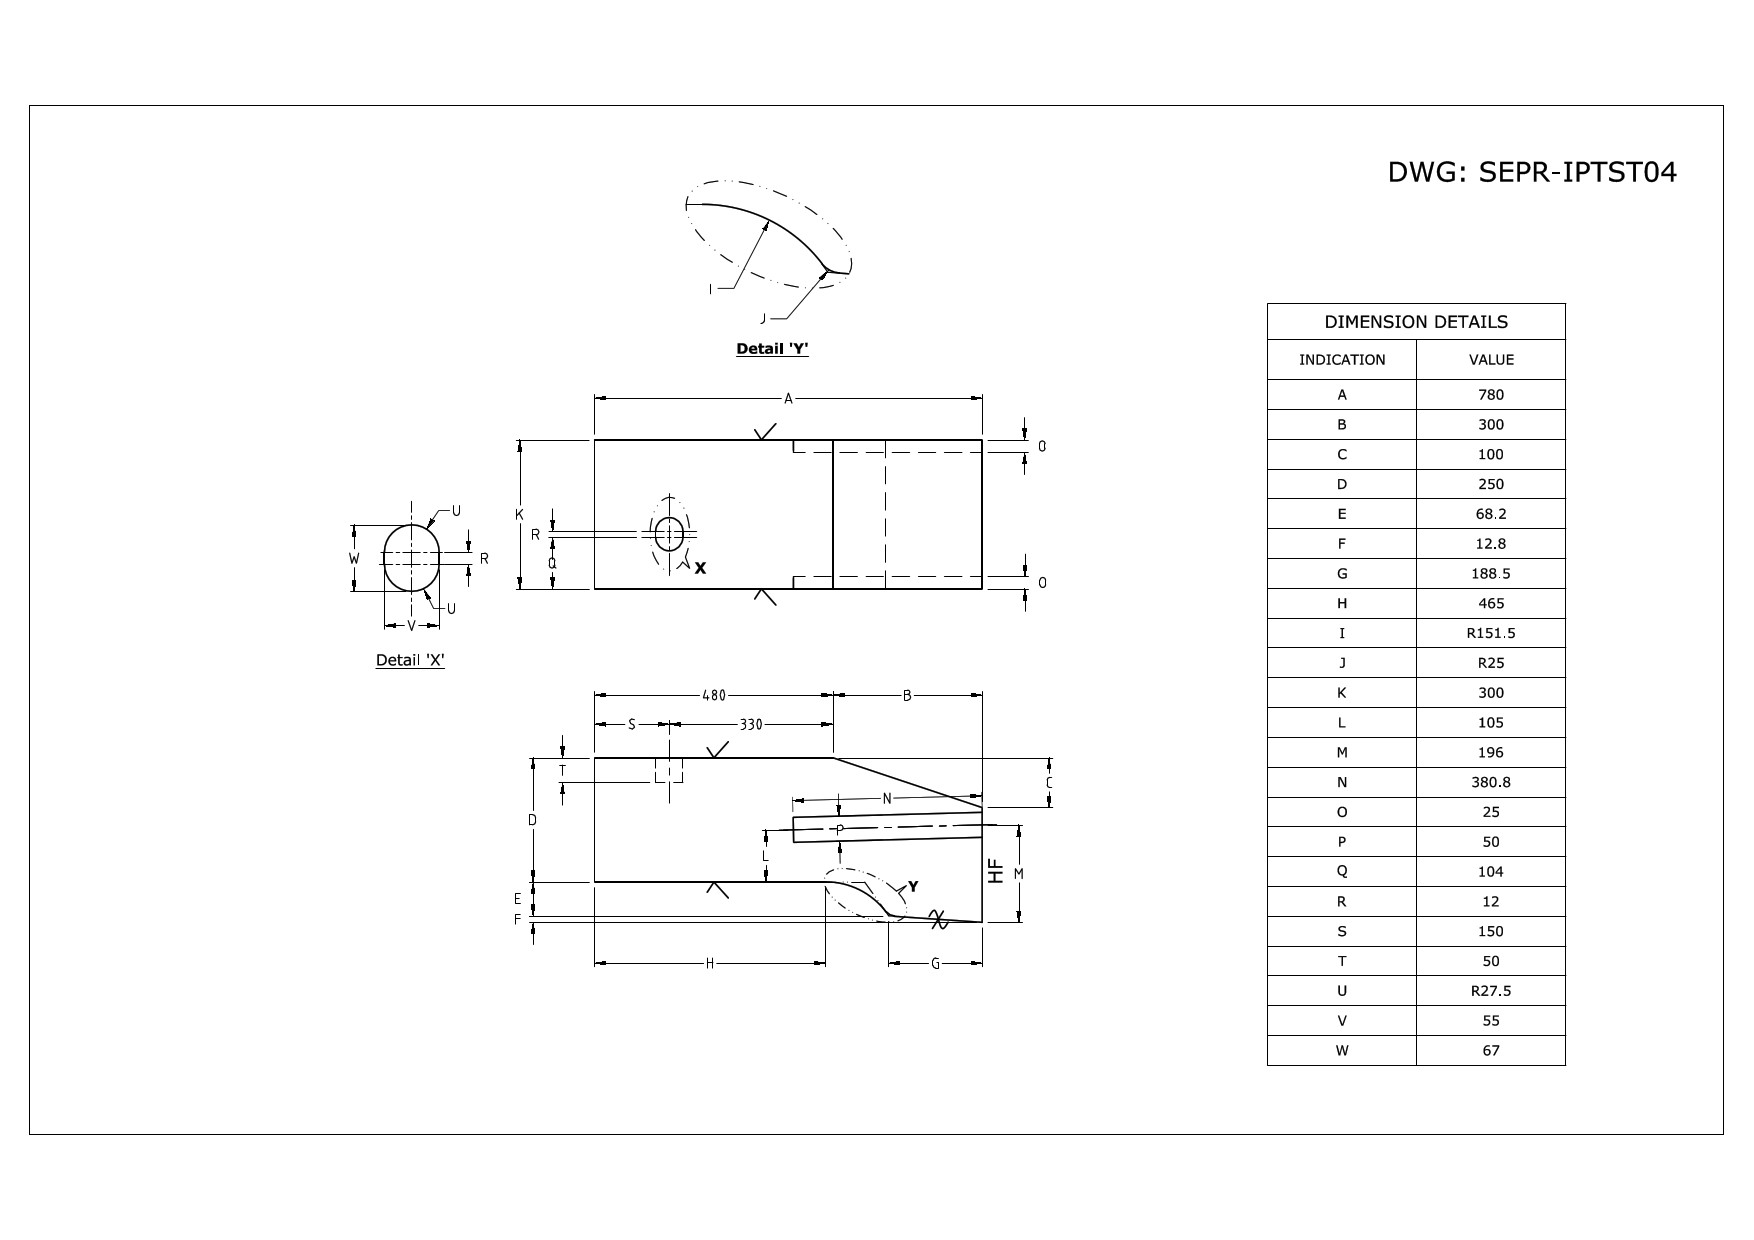 DWG: SEPR-IPTST04
I
J
Detail 'Y'
A
K
R
Q
X
O
O
U
W
R
U
V
Detail 'X'
480
B
S
330
T
C
N
D
P
L
HF
M
E
Y
F
H
G
DIMENSION DETAILS
INDICATION VALUE
A 780
B 300
C 100
D 250
E 68.2
F 12.8
G 188.5
H 465
I R151.5
J R25
K 300
L 105
M 196
N 380.8
O 25
P 50
Q 104
R 12
S 150
T 50
U R27.5
V 55
W 67